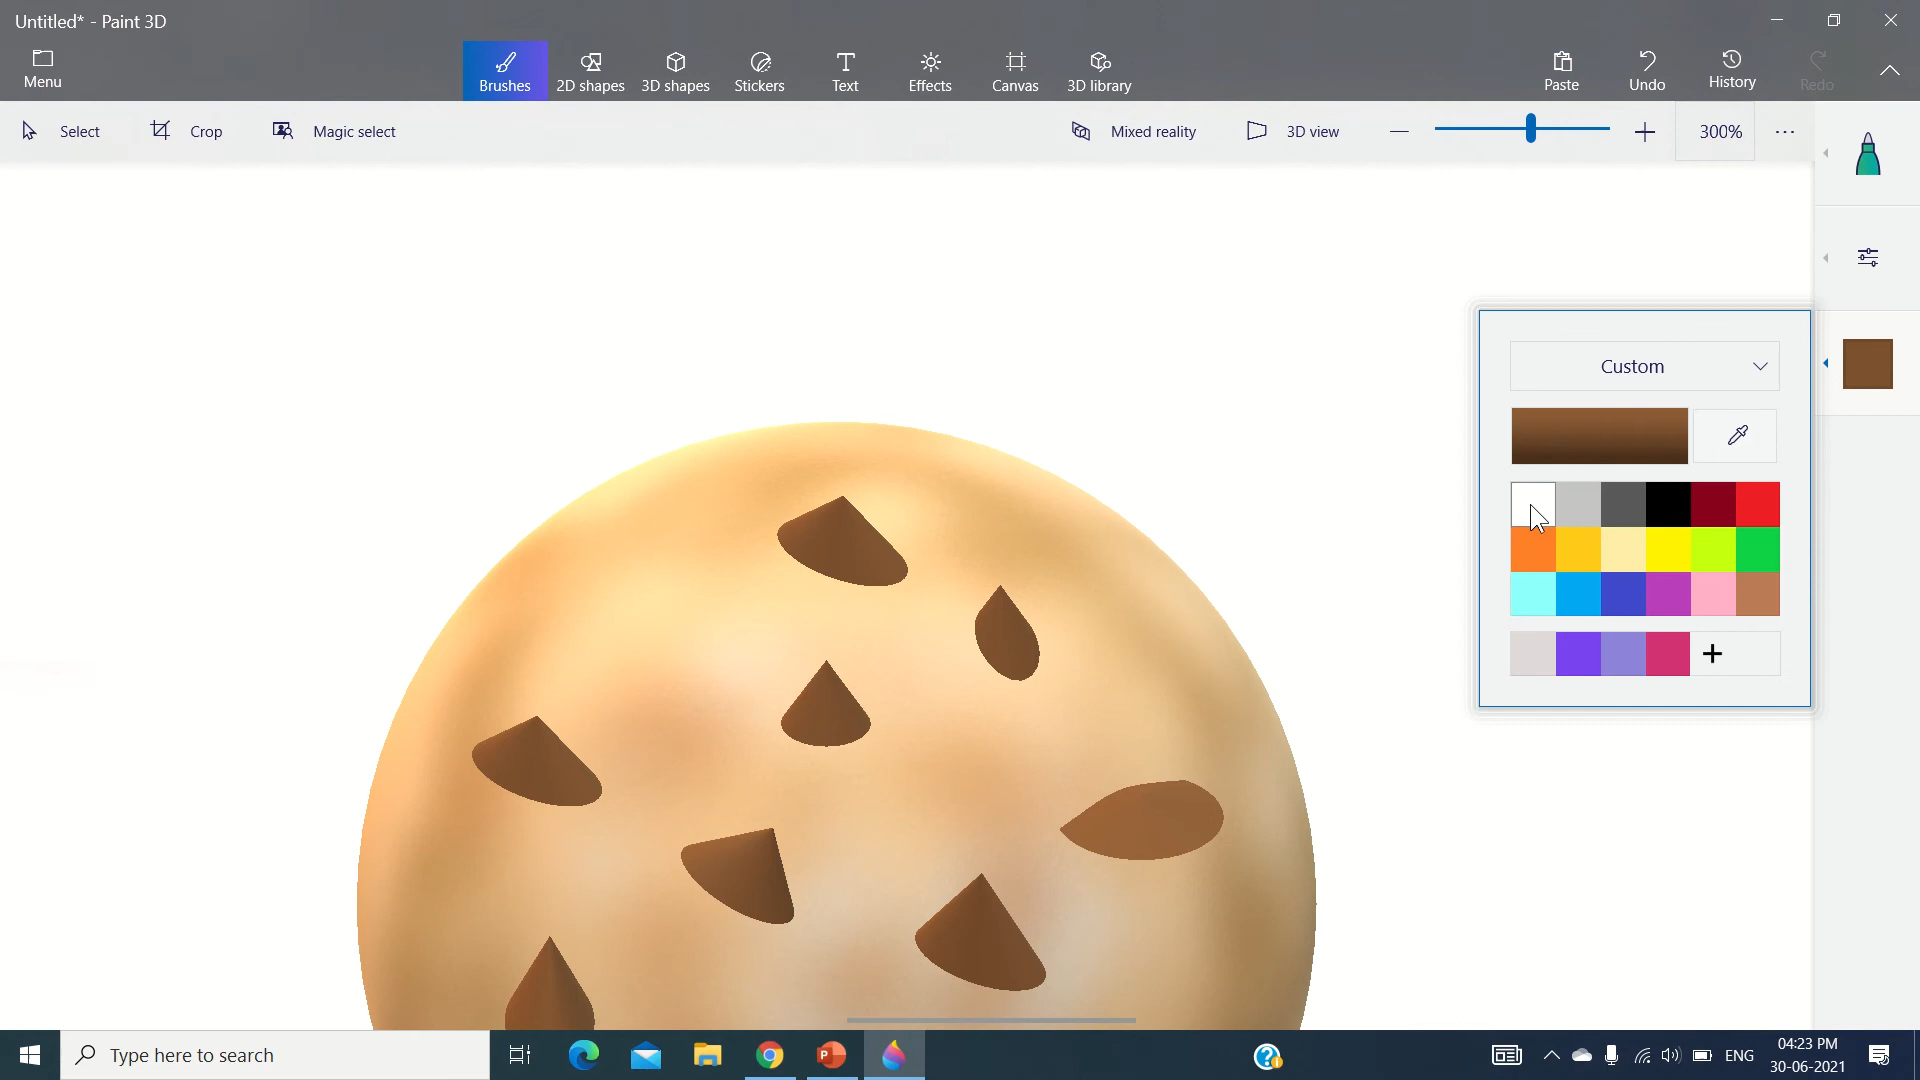 Untitled* - Paint 3D
Menu
Brushes
2D shapes
3D shapes
Stickers
Text
Effects
Canvas
3D library
Paste
Undo
History
Redo
Select
Crop
Magic select
Mixed reality
3D view
300%
Custom
Type here to search
ENG
04:23 PM
30-06-2021